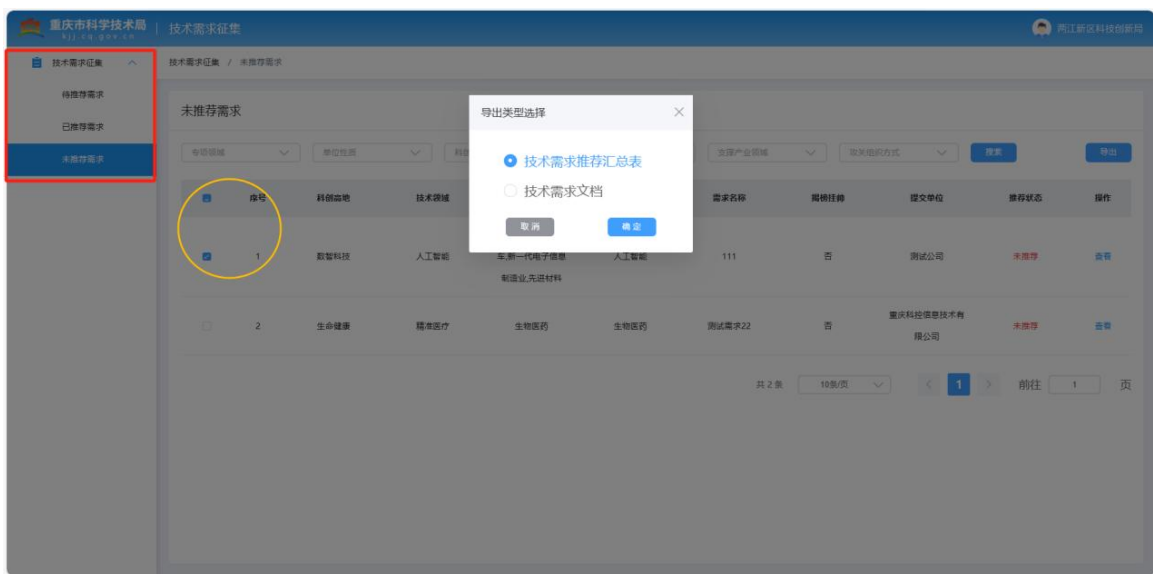 重庆市科学技术局
kjj.cq.gov.cn
技术需求征集
两江新区科技创新局
技术需求征集
待推荐需求
已推荐需求
未推荐需求
技术需求征集 / 未推荐需求
未推荐需求
专项领域
单位性质
支撑产业领域
攻关组织方式
搜索
导出
序号
科创高地
技术领域
需求名称
揭榜挂帅
提交单位
推荐状态
操作
1
数智科技
人工智能
车,新一代电子信息
制造业,先进材料
人工智能
111
否
测试公司
未推荐
查看
2
生命健康
精准医疗
生物医药
生物医药
测试需求22
否
重庆科控信息技术有
限公司
未推荐
查看
共 2 条
10条/页
1
前往
1
页
导出类型选择
技术需求推荐汇总表
技术需求文档
取 消
确 定